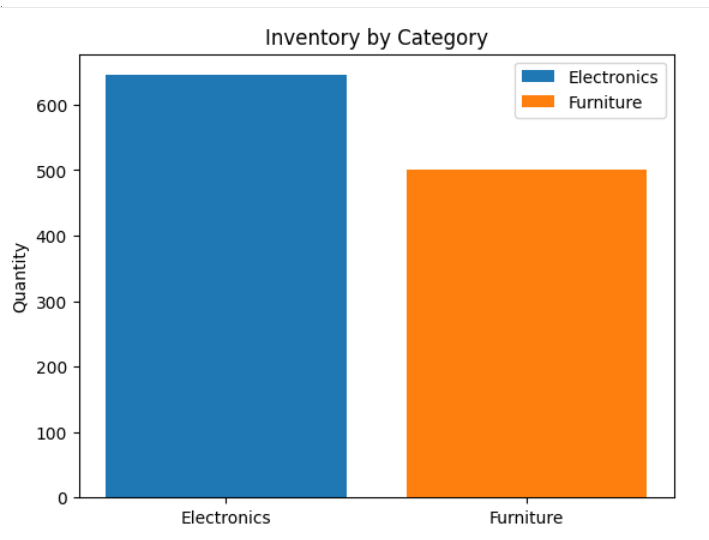 Inventory by Category
Electronics
Furniture
Quantity
600
500
400
300
200
100
0
Electronics
Furniture